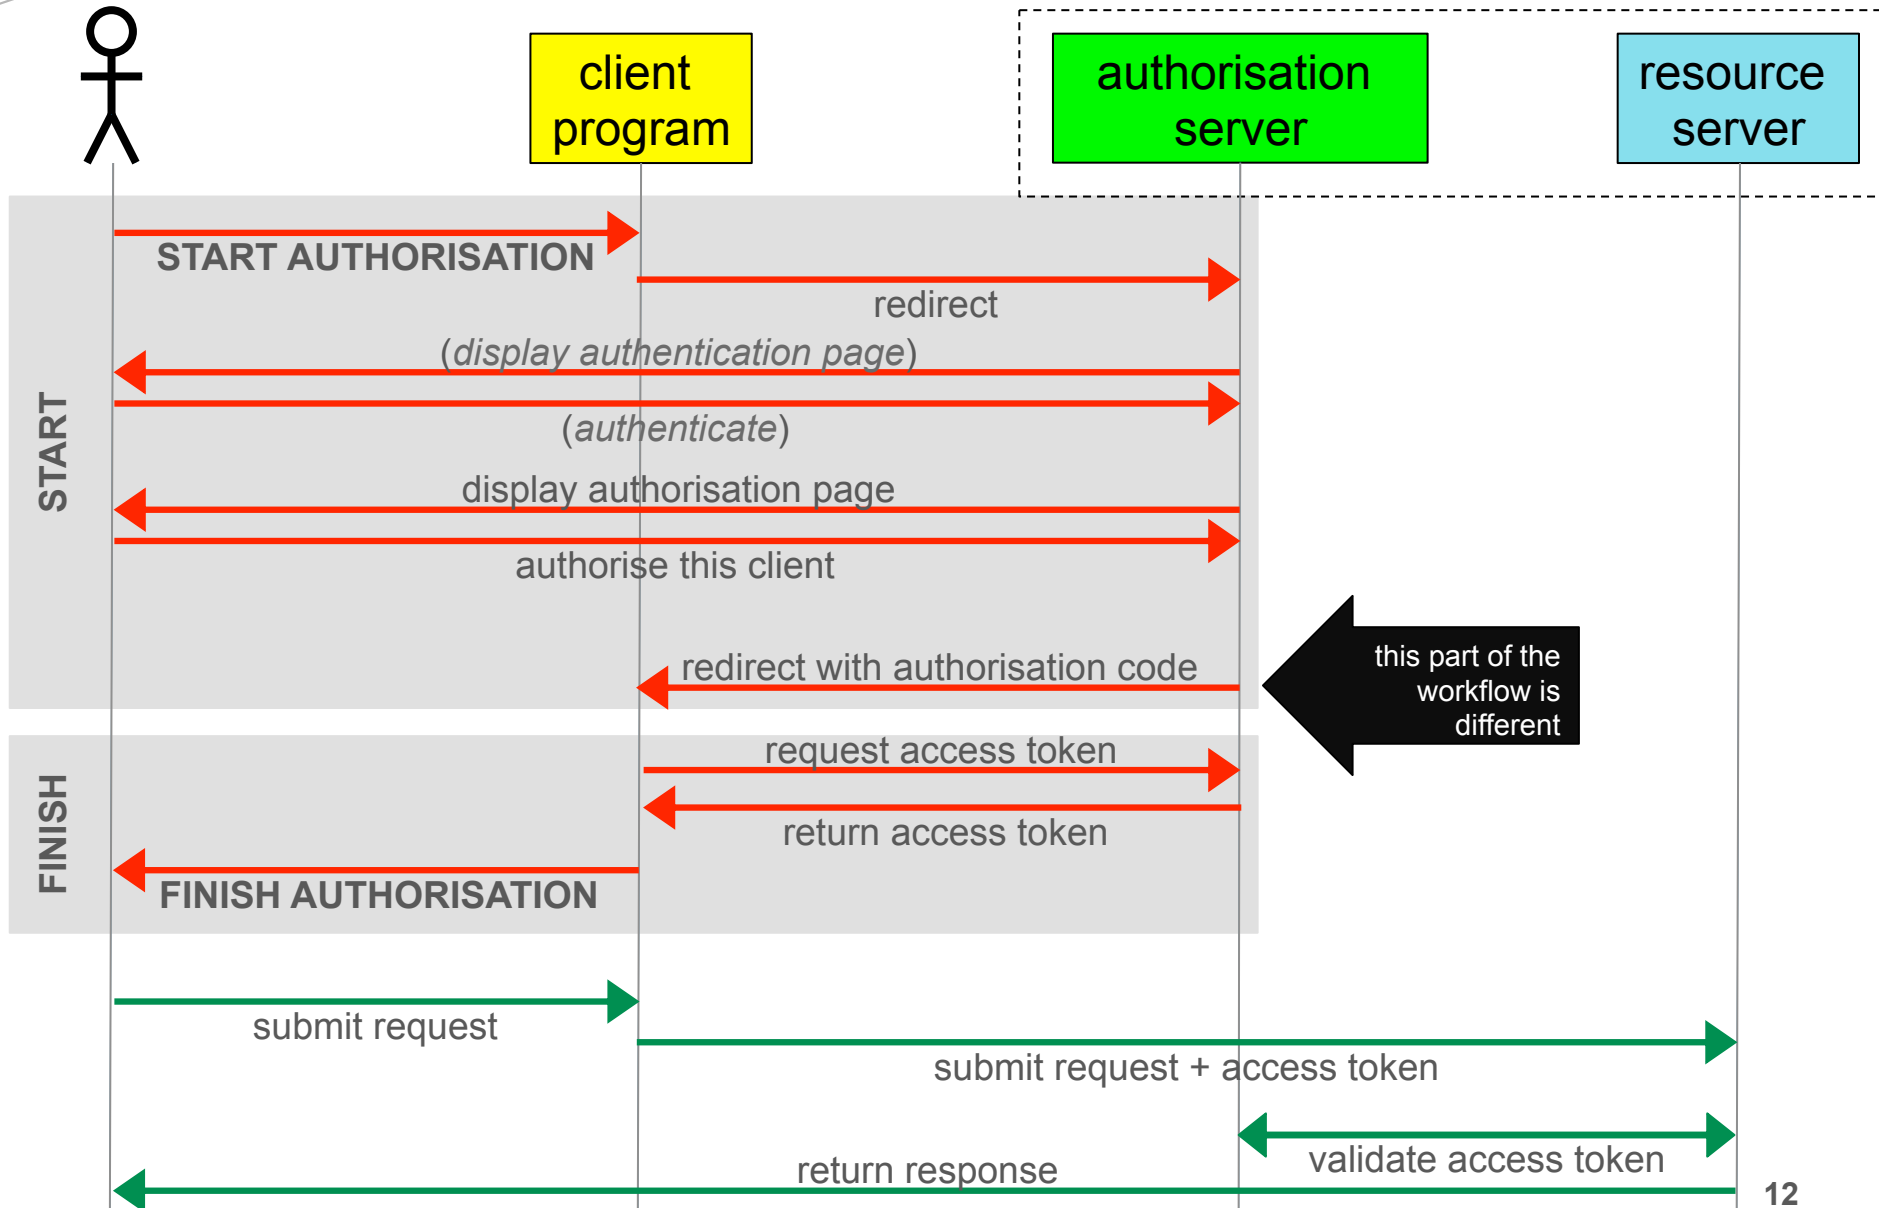 client
program
authorisation
server
resource
server
START AUTHORISATION
redirect
(display authentication page)
(authenticate)
START
display authorisation page
authorise this client
redirect with authorisation code
this part of the
workflow is
different
request access token
return access token
FINISH
FINISH AUTHORISATION
submit request
submit request + access token
validate access token
return response
12